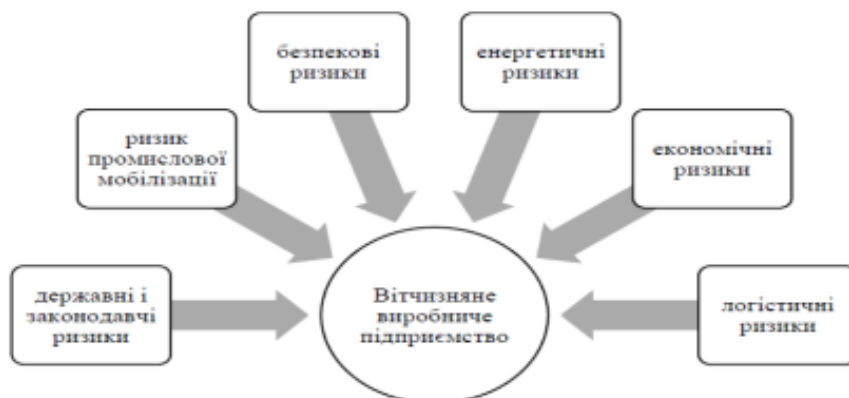 безпекові
ризики
енергетичні
ризики
ризик
промислової
мобілізації
економічні
ризики
державні і
законодавчі
ризики
Вітчизняне
виробниче
підприємство
логістичні
ризики